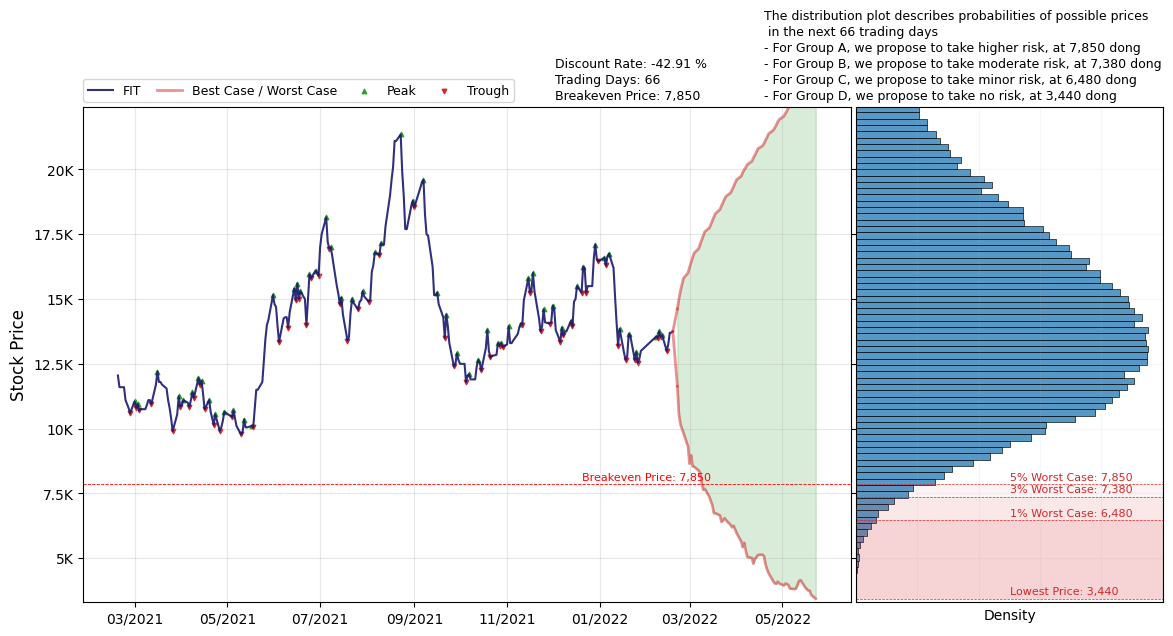 The distribution plot describes probabilities of possible prices
in the next 66 trading days
- For Group A, we propose to take higher risk, at 7,850 dong
- For Group B, we propose to take moderate risk, at 7,380 dong
- For Group C, we propose to take minor risk, at 6,480 dong
- For Group D, we propose to take no risk, at 3,440 dong
Discount Rate: -42.91 %
Trading Days: 66
Breakeven Price: 7,850
FIT
Best Case / Worst Case
Peak
Trough
Stock Price
20K
17.5K
15K
12.5K
10K
7.5K
5K
Breakeven Price: 7,850
03/2021
05/2021
07/2021
09/2021
11/2021
01/2022
03/2022
05/2022
5% Worst Case: 7,850
3% Worst Case: 7,380
1% Worst Case: 6,480
Lowest Price: 3,440
Density